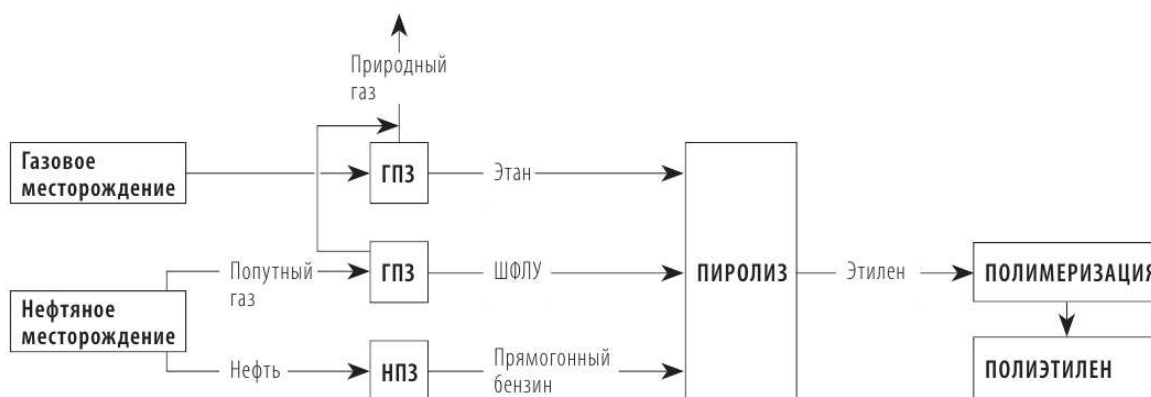 Природный
газ
Газовое
месторождение
ГПЗ
Этан
Попутный
газ
ГПЗ
ШФЛУ
ПИРОЛИЗ
Этилен
ПОЛИМЕРИЗАЦИЯ
Нефтяное
месторождение
Нефть
НПЗ
Прямогонный
бензин
ПОЛИЭТИЛЕН